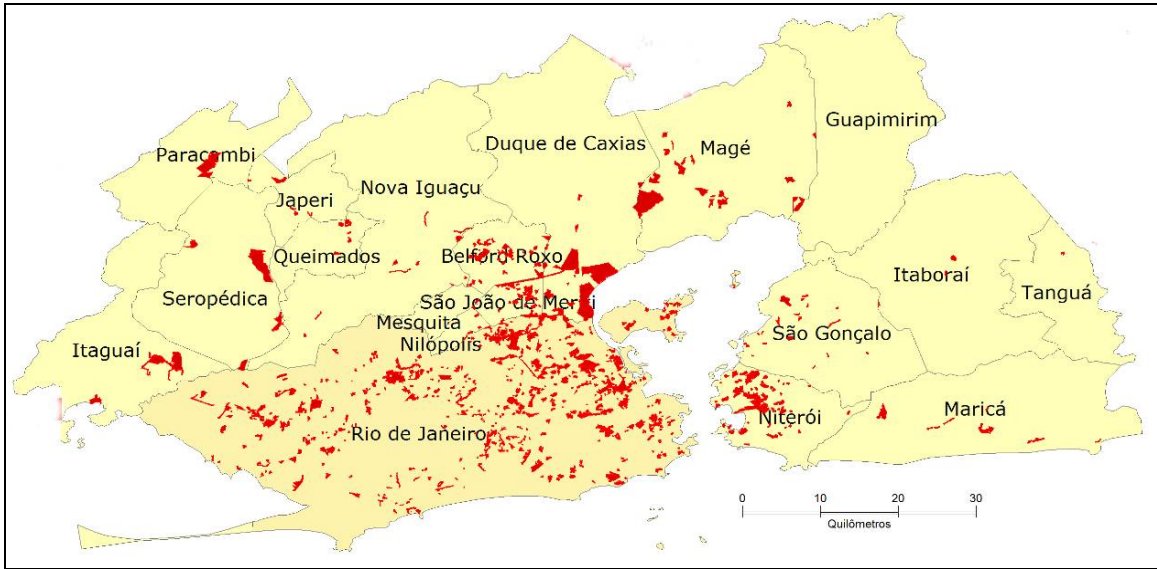 Guapimirim
Duque de Caxias
Magé
Paracambi
Nova Iguaçu
Japeri
Belford Roxo
Queimados
Itaboraí
Tanguá
Seropédica
São João de Meriti
Mesquita
São Gonçalo
Nilópolis
Itaguaí
Maricá
Niterói
Rio de Janeiro
0 10 20 30
Quilômetros